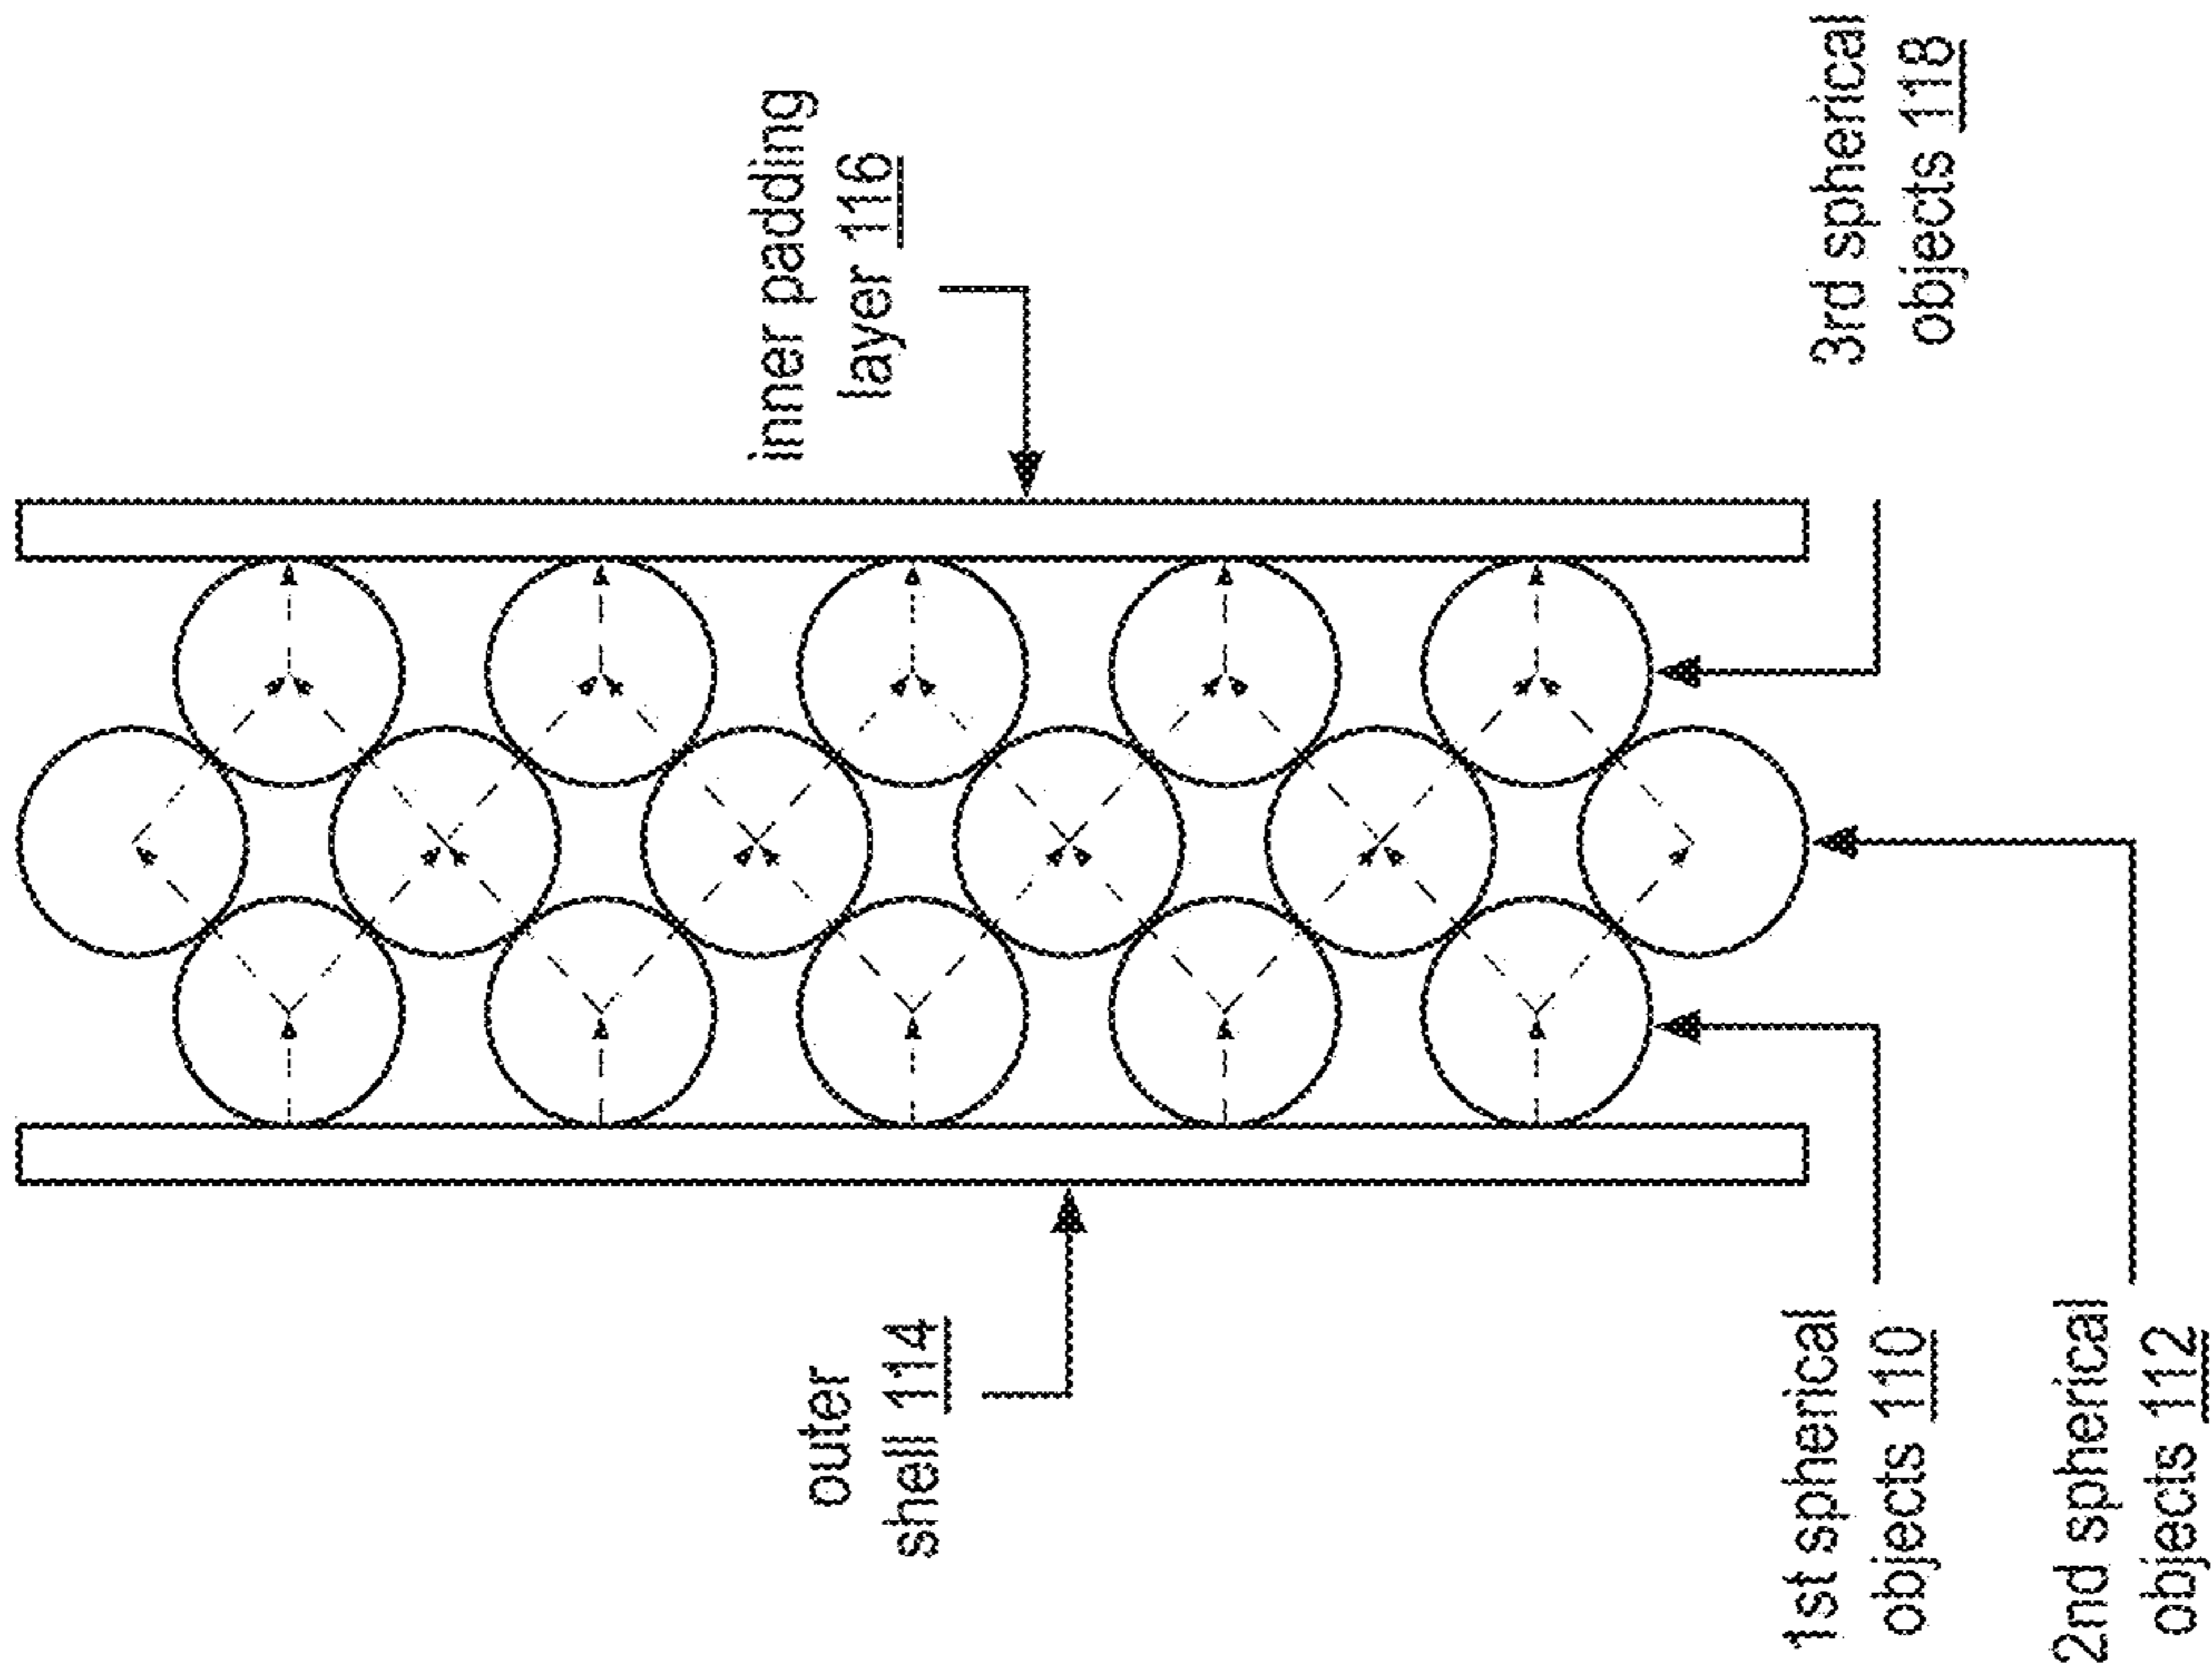 inner padding
layer 116
3rd spherical
objects 118
outer
shell 114
1st spherical
objects 110
2nd spherical
objects 112